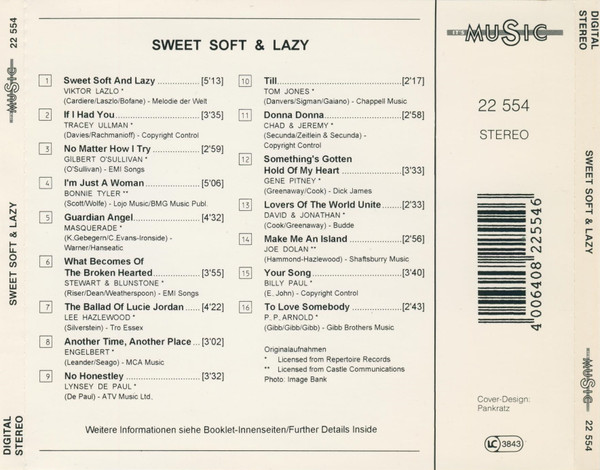 22 554
MUSIC
SWEET SOFT & LAZY
DIGITAL
STEREO
SWEET SOFT & LAZY
1 Sweet Soft And Lazy ............... [5'13]
VIKTOR LAZLO *
(Cardiere/Laszlo/Bofane) - Melodie der Welt
2 If I Had You ............... [3'35]
TRACEY ULLMAN *
(Davies/Rachmanioff) - Copyright Control
3 No Matter How I Try ............... [2'59]
GILBERT O'SULLIVAN *
(O'Sullivan) - EMI Songs
4 I'm Just A Woman ............... [5'06]
BONNIE TYLER **
(Scott/Wolfe) - Lojo Music/BMG Music Publ.
5 Guardian Angel ............... [4'32]
MASQUERADE *
(K.Gebegern/C.Evans-Ironside) -
Warner/Hanseatic
6 What Becomes Of
The Broken Hearted ............... [3'55]
STEWART & BLUNSTONE *
(Riser/Dean/Weatherspoon) - EMI Songs
7 The Ballad Of Lucie Jordan ..... [4'22]
LEE HAZLEWOOD *
(Silverstein) - Tro Essex
8 Another Time, Another Place ... [3'02]
ENGELBERT *
(Leander/Seago) - MCA Music
9 No Honestley ............... [3'32]
LYNSEY DE PAUL *
(De Paul) - ATV Music Ltd.
10 Till ............... [2'17]
TOM JONES *
(Danvers/Sigman/Gaiano) - Chappell Music
11 Donna Donna ............... [2'58]
CHAD & JEREMY *
(Secunda/Zeitlein & Secunda) -
Copyright Control
12 Something's Gotten
Hold Of My Heart ............... [3'33]
GENE PITNEY *
(Greenaway/Cook) - Dick James
13 Lovers Of The World Unite ....... [2'33]
DAVID & JONATHAN *
(Cook/Greenaway) - Budde
14 Make Me An Island ............... [2'56]
JOE DOLAN **
(Hammond-Hazlewood) - Shaftsburry Music
15 Your Song ............... [3'40]
BILLY PAUL *
(E. John) - Copyright Control
16 To Love Somebody ............... [2'43]
P. P. ARNOLD *
(Gibb/Gibb/Gibb) - Gibb Brothers Music
Originalaufnahmen
* Licensed from Repertoire Records
** Licensed from Castle Communications
Photo: Image Bank
Weitere Informationen siehe Booklet-Innenseiten/Further Details Inside
IT'S MUSIC
22 554
STEREO
4 006408 225546
Cover-Design:
Pankratz
LC 3843
DIGITAL
STEREO
SWEET SOFT & LAZY
MUSIC
22 554